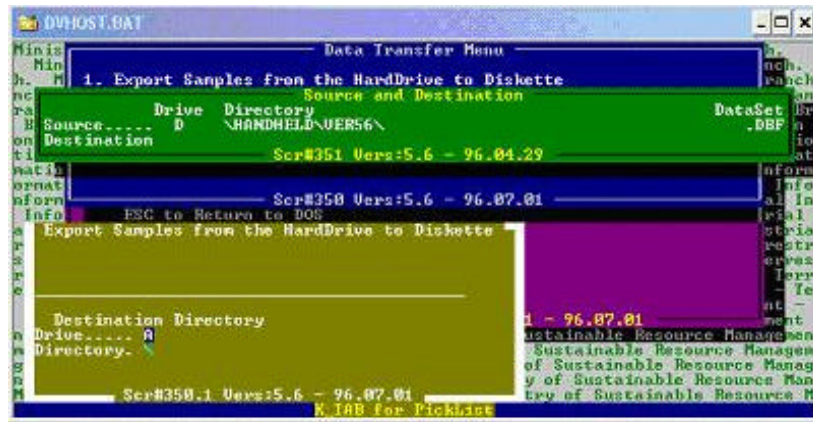 DVHOST.BAT
Data Transfer Menu
1. Export Samples from the HardDrive to Diskette
Source and Destination
Drive Directory DataSet
Source..... D \HANDHELD\VER56\ .DBF
Destination
Scr#351 Vers:5.6 - 96.04.29
Scr#350 Vers:5.6 - 96.07.01
ESC to Return to DOS
Export Samples from the HardDrive to Diskette
Destination Directory
1 - 96.07.01
Drive..... A
ustainable Resource Managemen
Directory. \
Sustainable Resource Managem
of Sustainable Resource Manag
y of Sustainable Resource Man
Scr#350.1 Vers:5.6 - 96.07.01
try of Sustainable Resource M
K_TAB for PickList